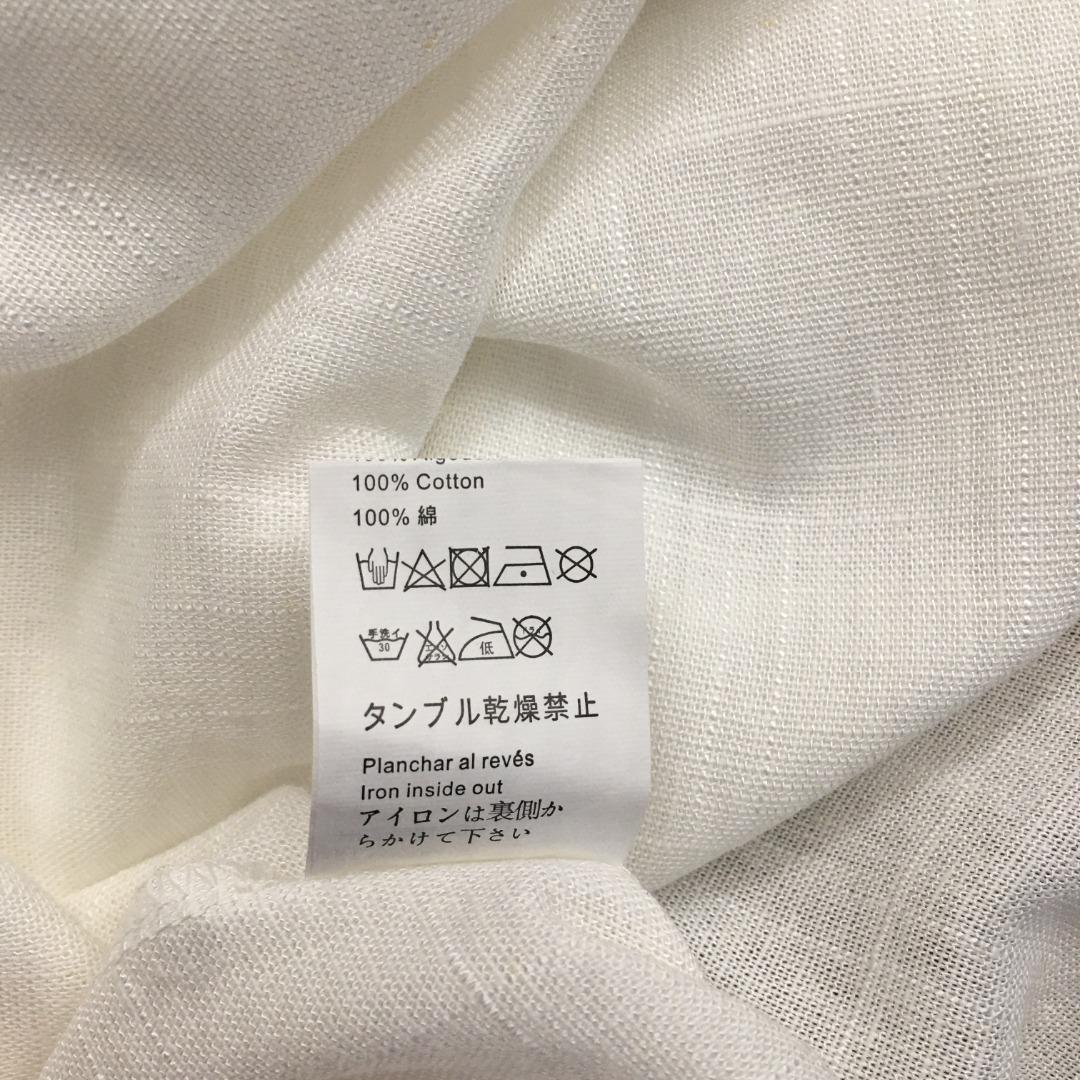 100% Cotton
100% 綿
手洗イ
30
低
タンブル乾燥禁止
Planchar al revés
Iron inside out
アイロンは裏側か
らかけて下さい